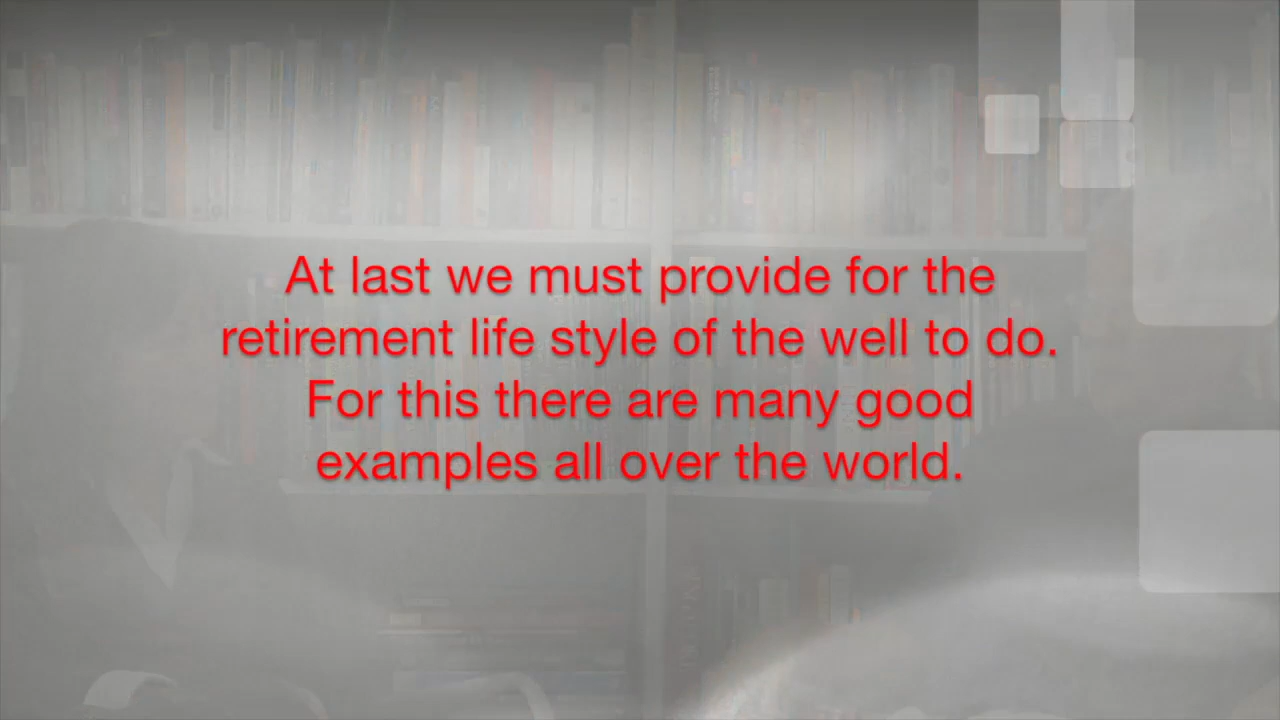 At last we must provide for the
retirement life style of the well to do.
For this there are many good
examples all over the world.